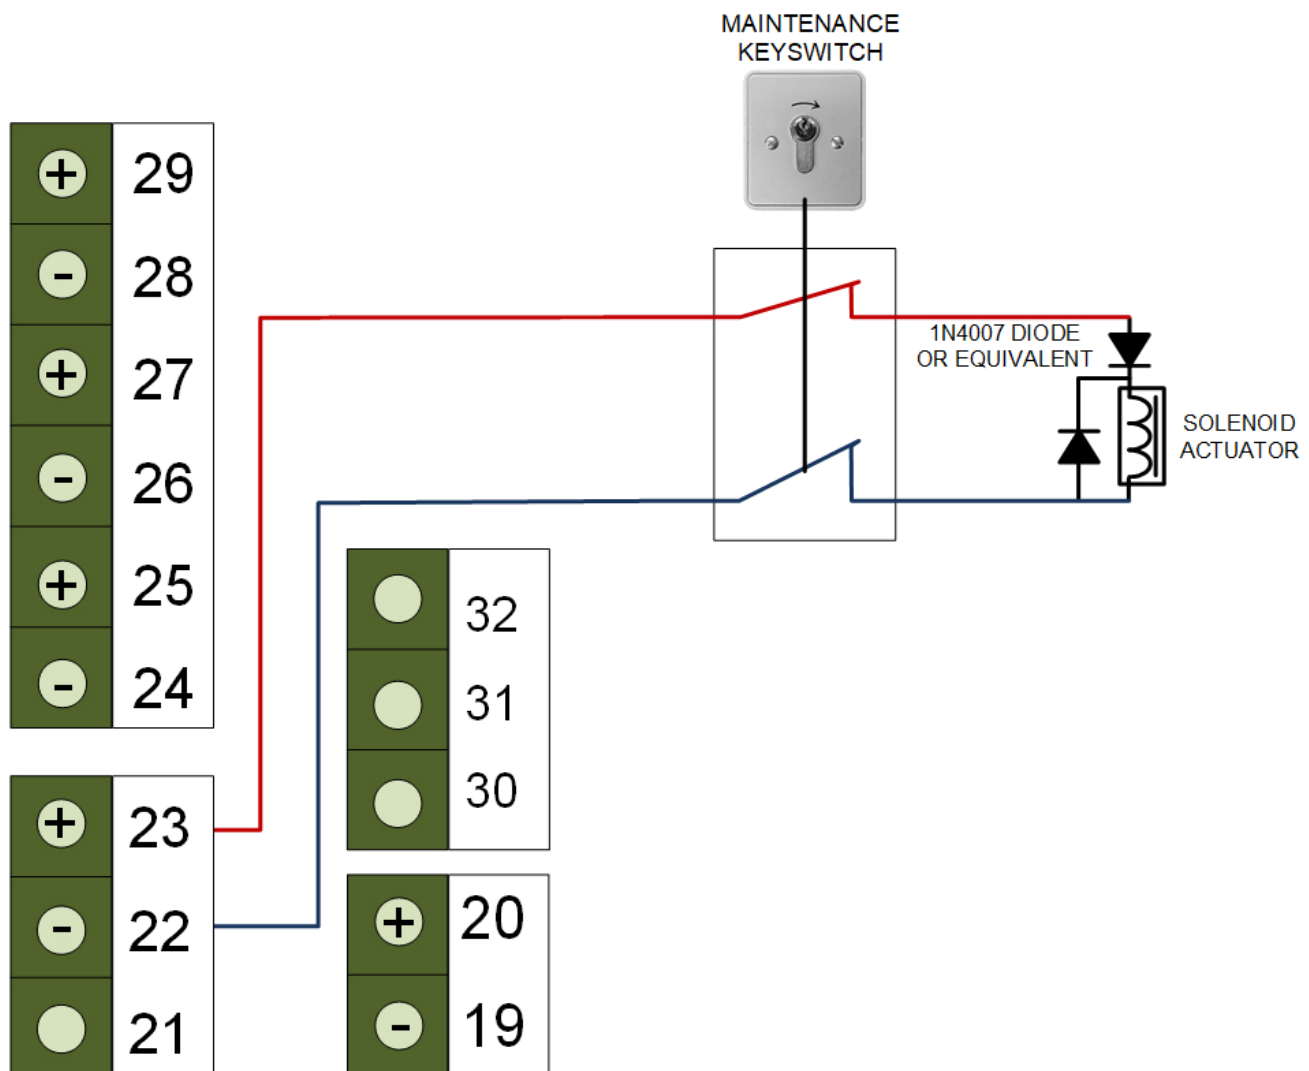 MAINTENANCE
KEYSWITCH
+ 29
- 28
+ 27
- 26
+ 25
- 24
1N4007 DIODE
OR EQUIVALENT
SOLENOID
ACTUATOR
32
31
30
+ 23
- 22
21
+ 20
- 19